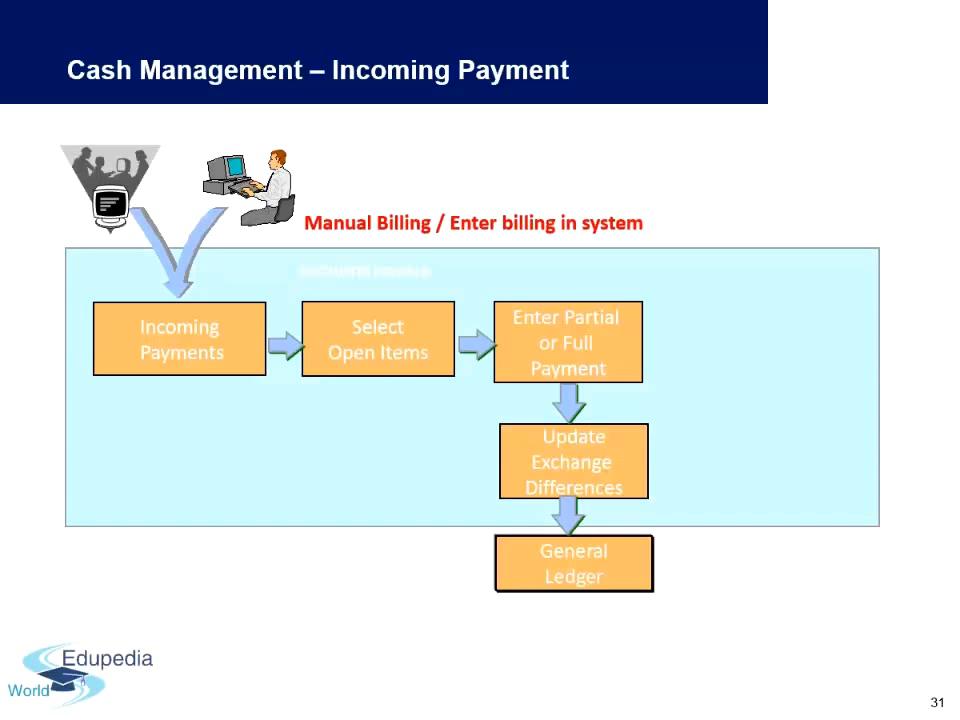 Cash Management – Incoming Payment
Manual Billing / Enter billing in system
Incoming
Payments
Select
Open Items
Enter Partial
or Full
Payment
Update
Exchange
Differences
General
Ledger
Edupedia
World
31